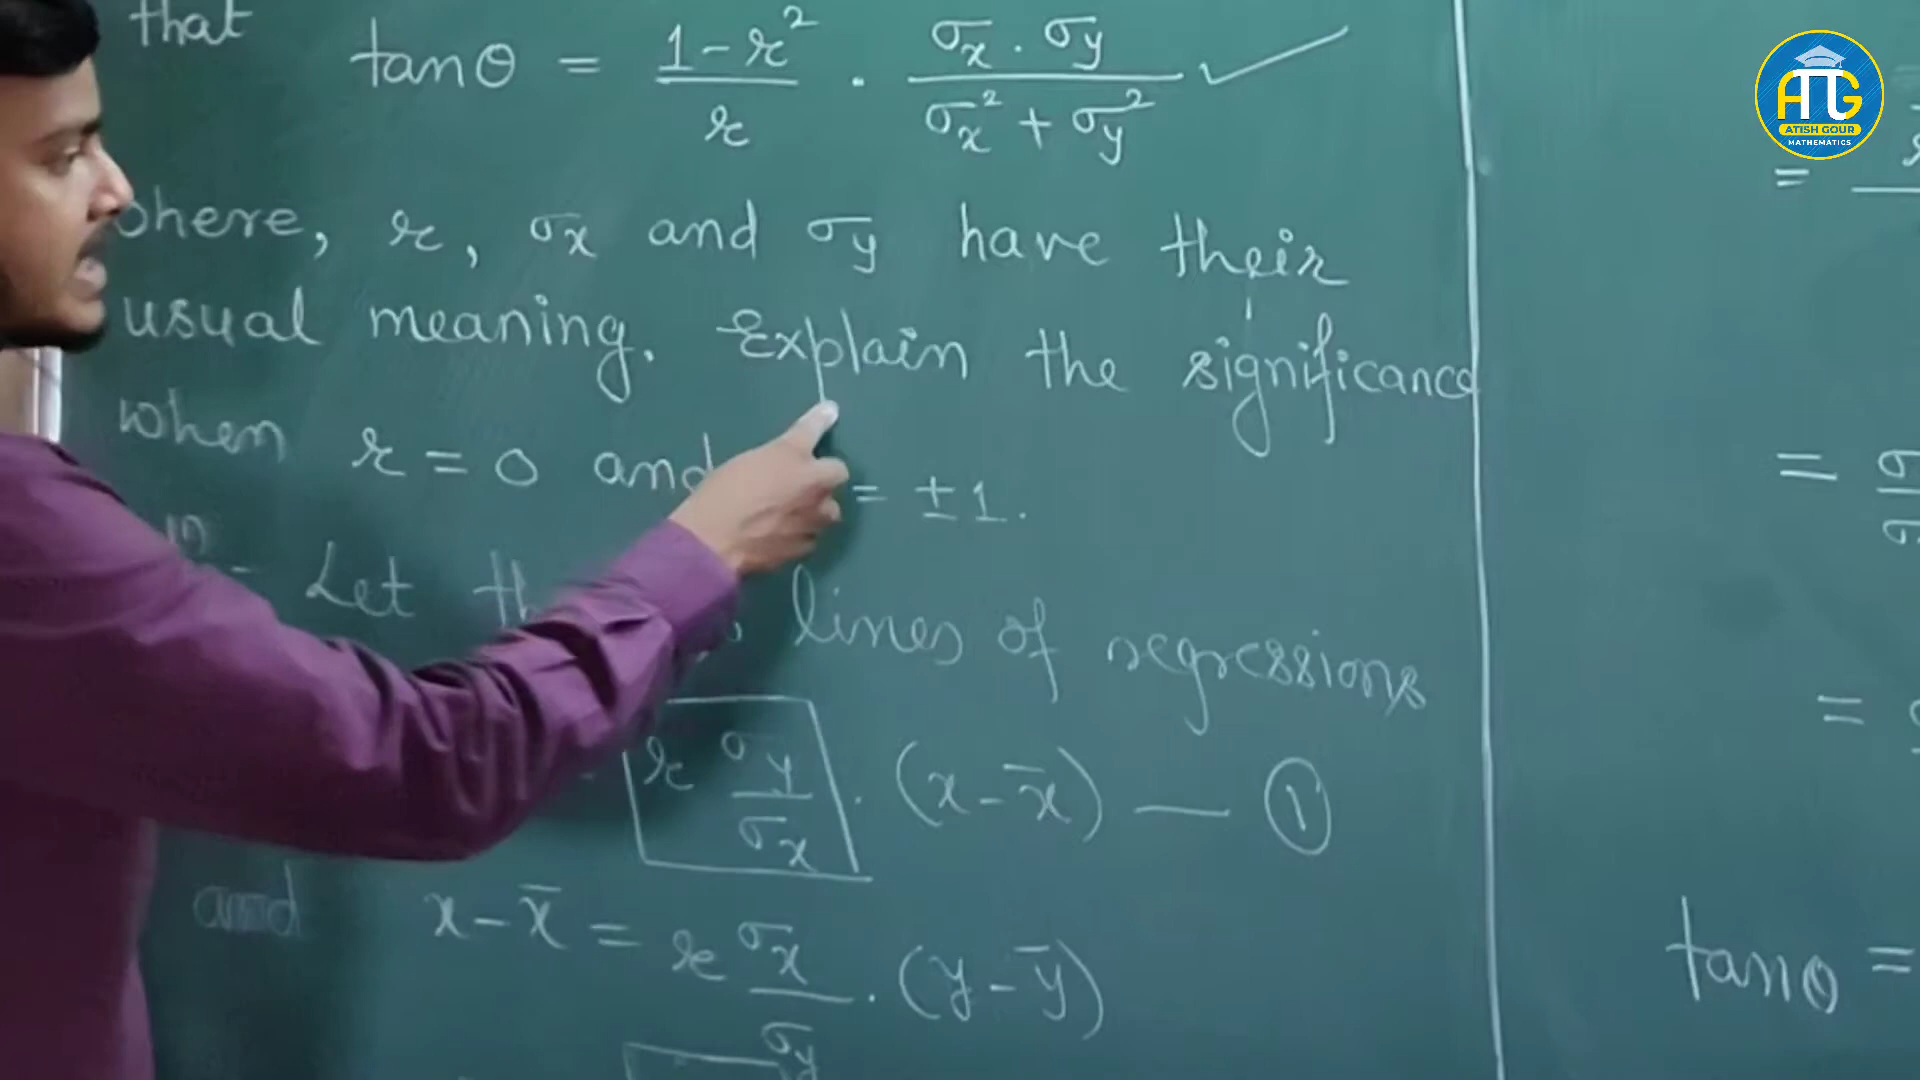 that
tanθ = 1 - r² / r · σx . σy / σx² + σy² ✓
where, r, σx and σy have their
usual meaning. Explain the significance
when r = 0 and = ±1.
Let lines of regressions
r σy / σx · (x - x̄) — ①
and x - x̄ = r σx / σy · (y - ȳ)
=
=
=
tanθ =
ATG
ATISH GOUR
MATHEMATICS